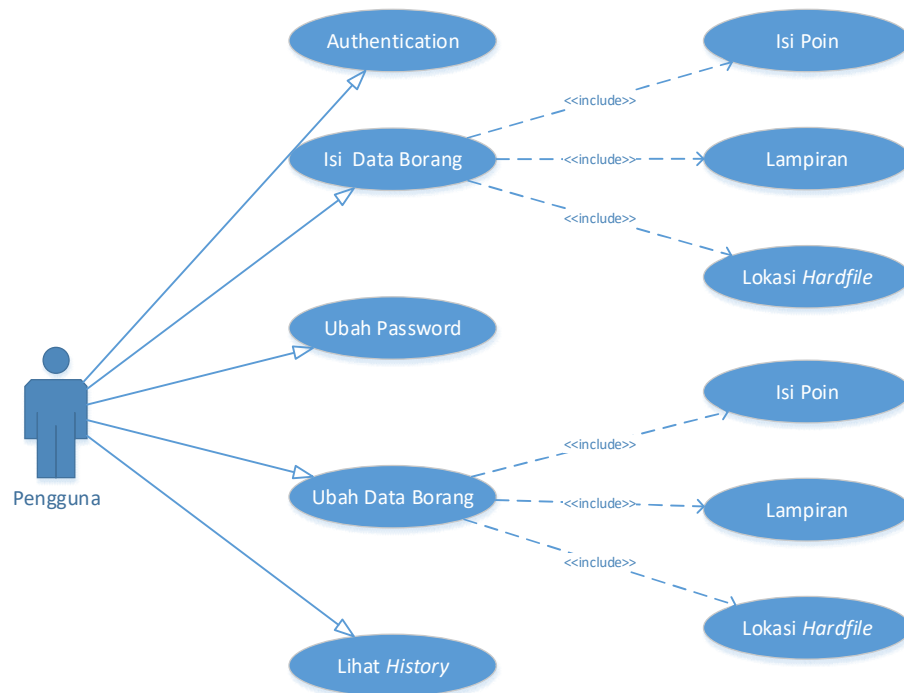 Authentication
Isi Poin
<<include>>
Isi Data Borang
<<include>>
Lampiran
<<include>>
Lokasi Hardfile
Ubah Password
Isi Poin
<<include>>
Pengguna
Ubah Data Borang
<<include>>
Lampiran
<<include>>
Lokasi Hardfile
Lihat History